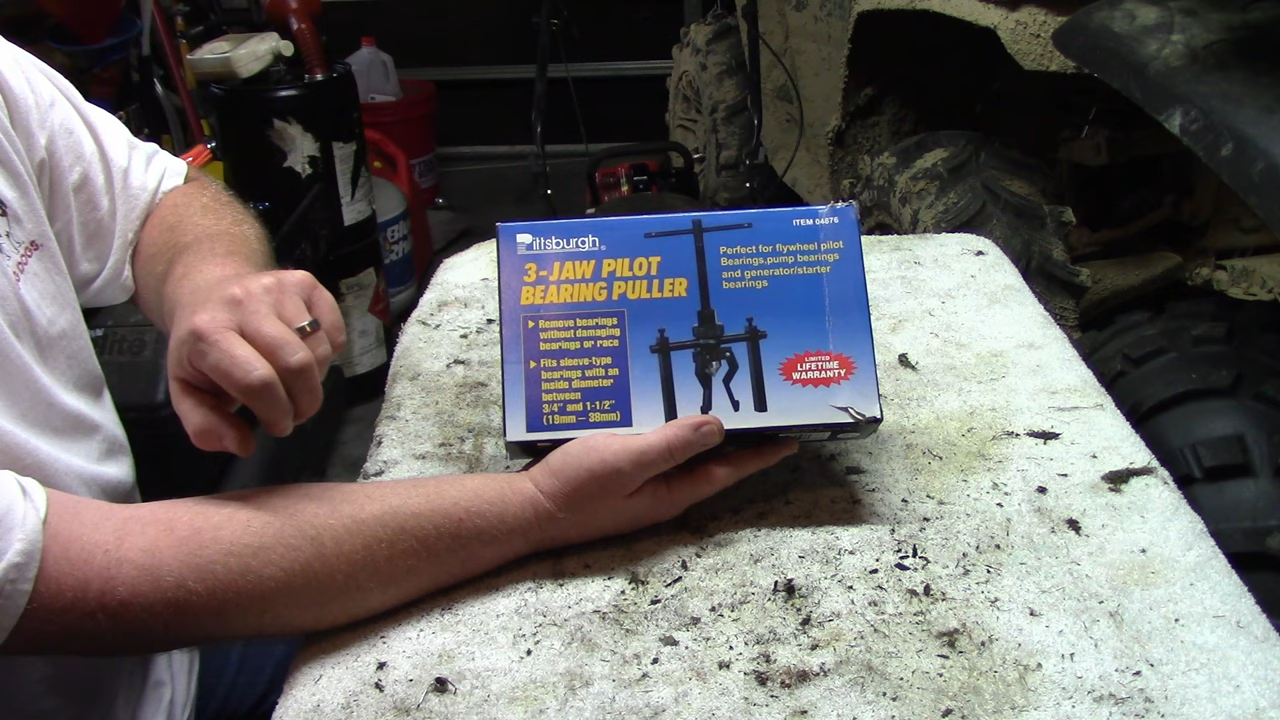 ITEM 04876
Pittsburgh
3-JAW PILOT
BEARING PULLER
Perfect for flywheel pilot
Bearings,pump bearings
and generator/starter
bearings
Remove bearings
without damaging
bearings or race
Fits sleeve-type
bearings with an
inside diameter
between
3/4" and 1-1/2"
(19mm — 38mm)
LIMITED
LIFETIME
WARRANTY